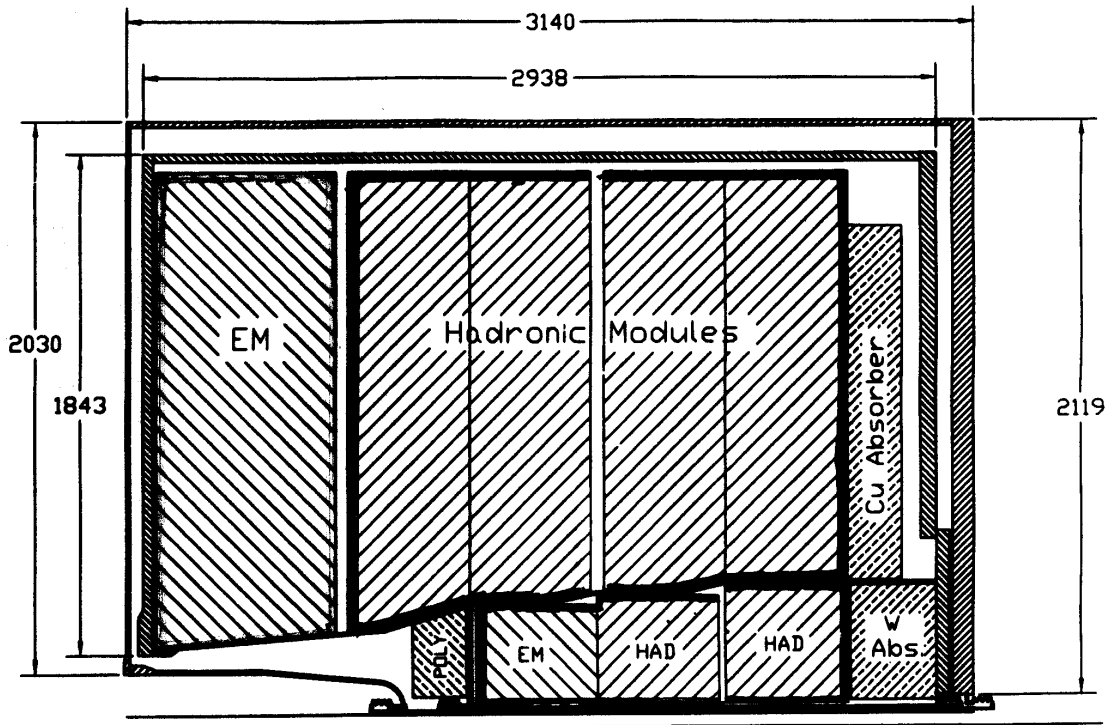 3140
2938
EM
Hadronic Modules
2030
1843
2119
Cu Absorber
POLY
EM
HAD
HAD
W
Abs.